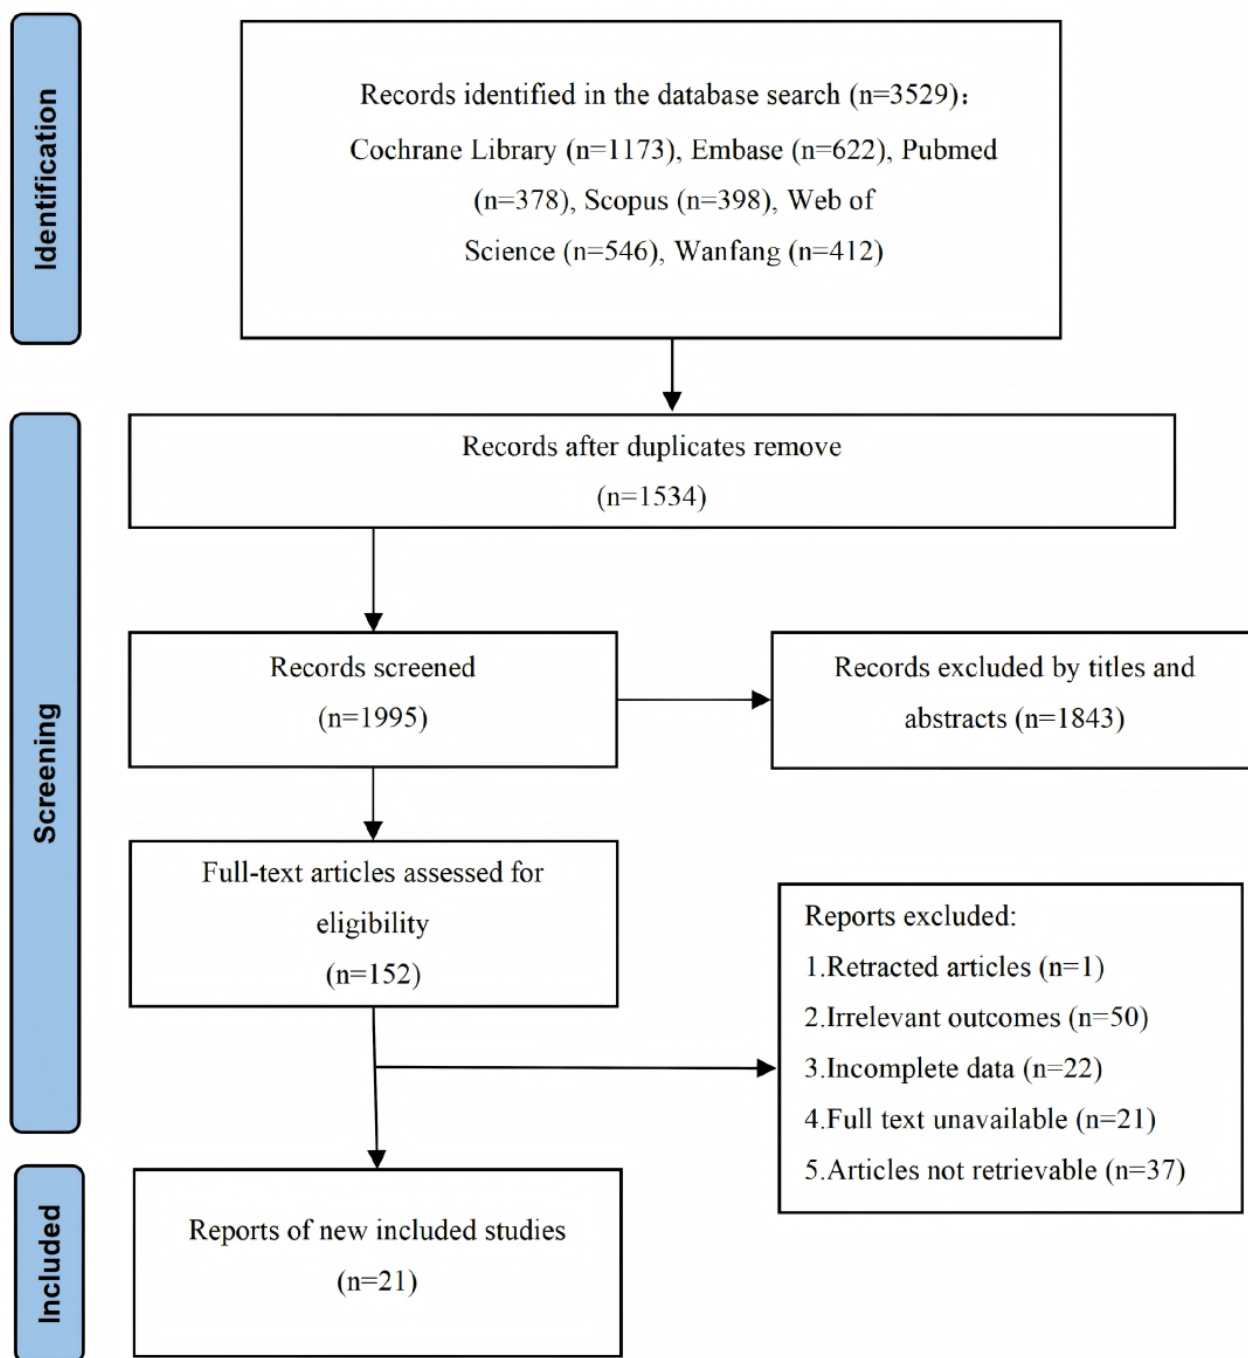 Identification
Records identified in the database search (n=3529)：
Cochrane Library (n=1173), Embase (n=622), Pubmed
(n=378), Scopus (n=398), Web of
Science (n=546), Wanfang (n=412)
Screening
Records after duplicates remove
(n=1534)
Records screened
(n=1995)
Records excluded by titles and
abstracts (n=1843)
Full-text articles assessed for
eligibility
(n=152)
Reports excluded:
1.Retracted articles (n=1)
2.Irrelevant outcomes (n=50)
3.Incomplete data (n=22)
4.Full text unavailable (n=21)
5.Articles not retrievable (n=37)
Included
Reports of new included studies
(n=21)